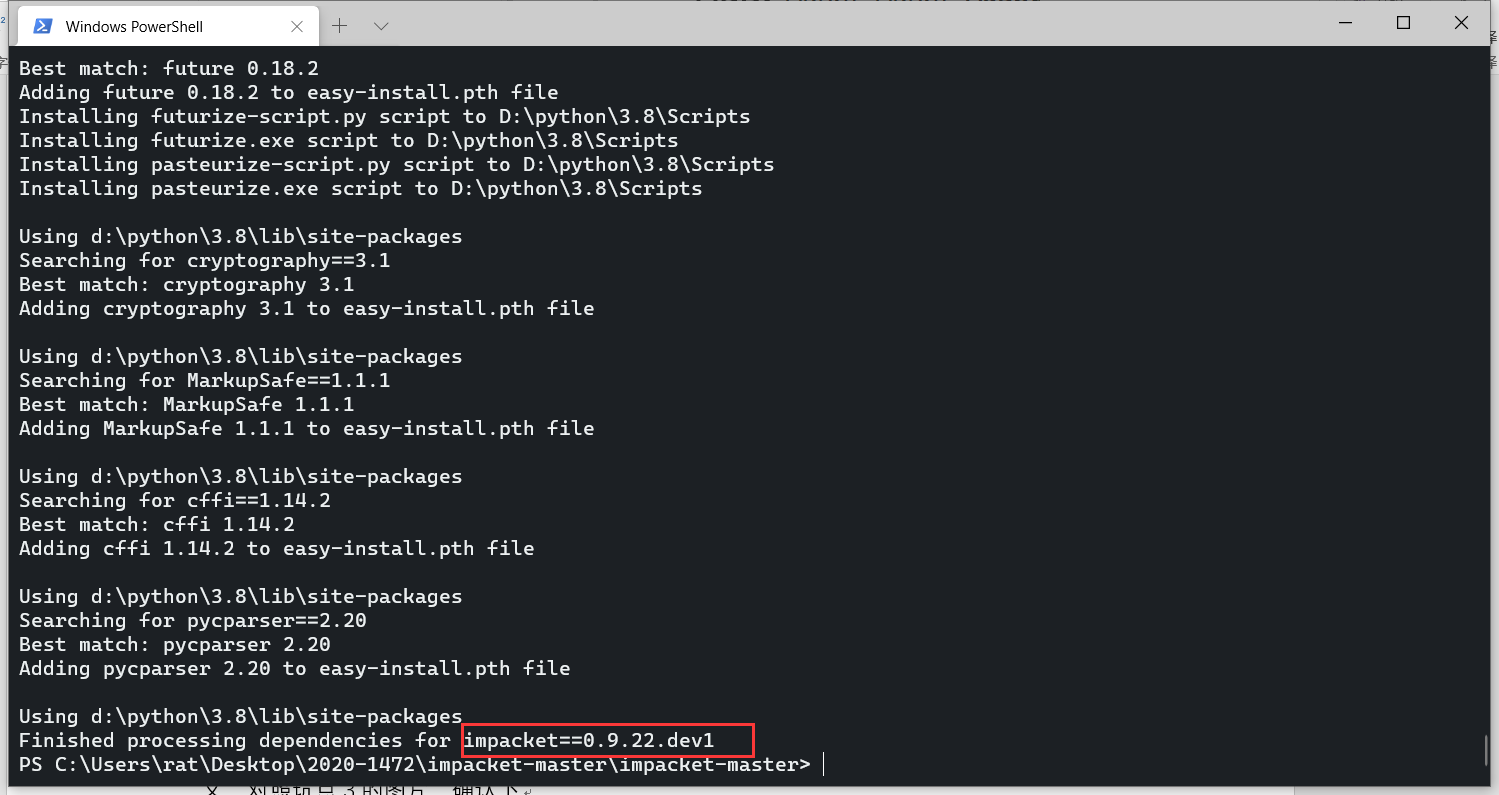 Windows PowerShell
Best match: future 0.18.2
Adding future 0.18.2 to easy-install.pth file
Installing futurize-script.py script to D:\python\3.8\Scripts
Installing futurize.exe script to D:\python\3.8\Scripts
Installing pasteurize-script.py script to D:\python\3.8\Scripts
Installing pasteurize.exe script to D:\python\3.8\Scripts
Using d:\python\3.8\lib\site-packages
Searching for cryptography==3.1
Best match: cryptography 3.1
Adding cryptography 3.1 to easy-install.pth file
Using d:\python\3.8\lib\site-packages
Searching for MarkupSafe==1.1.1
Best match: MarkupSafe 1.1.1
Adding MarkupSafe 1.1.1 to easy-install.pth file
Using d:\python\3.8\lib\site-packages
Searching for cffi==1.14.2
Best match: cffi 1.14.2
Adding cffi 1.14.2 to easy-install.pth file
Using d:\python\3.8\lib\site-packages
Searching for pycparser==2.20
Best match: pycparser 2.20
Adding pycparser 2.20 to easy-install.pth file
Using d:\python\3.8\lib\site-packages
Finished processing dependencies for impacket==0.9.22.dev1
PS C:\Users\rat\Desktop\2020-1472\impacket-master\impacket-master>